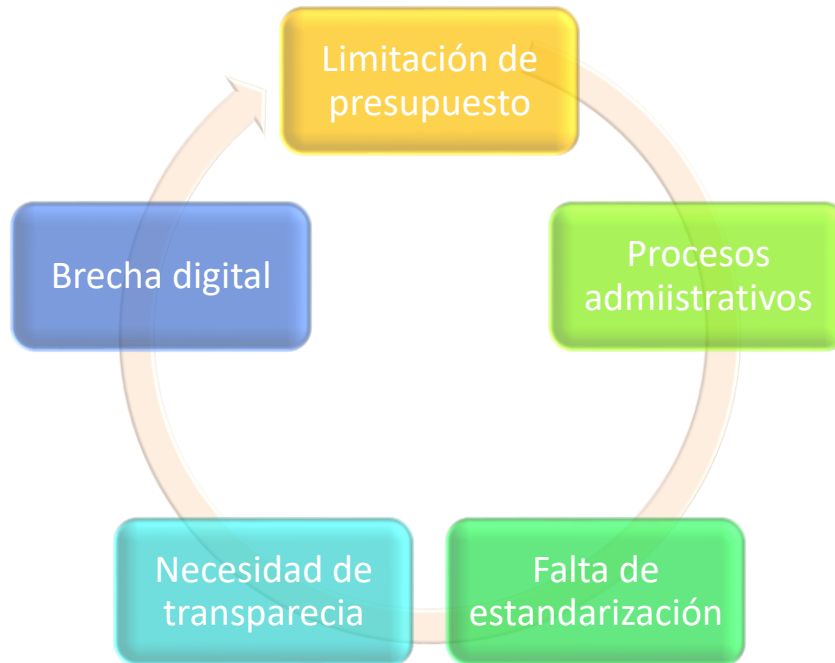 Limitación de
presupuesto
Procesos
admiistrativos
Falta de
estandarización
Necesidad de
transparecia
Brecha digital